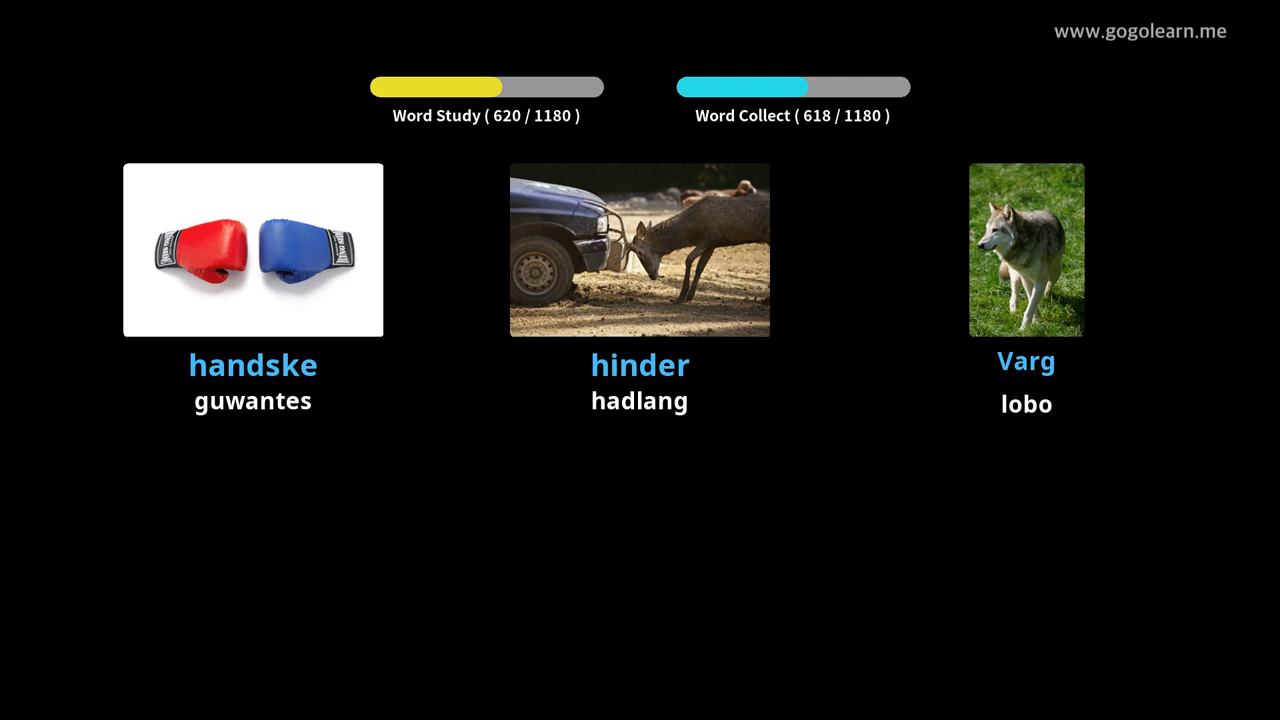 www.gogolearn.me
Word Study ( 620 / 1180 )
Word Collect ( 618 / 1180 )
handske
guwantes
hinder
hadlang
Varg
lobo